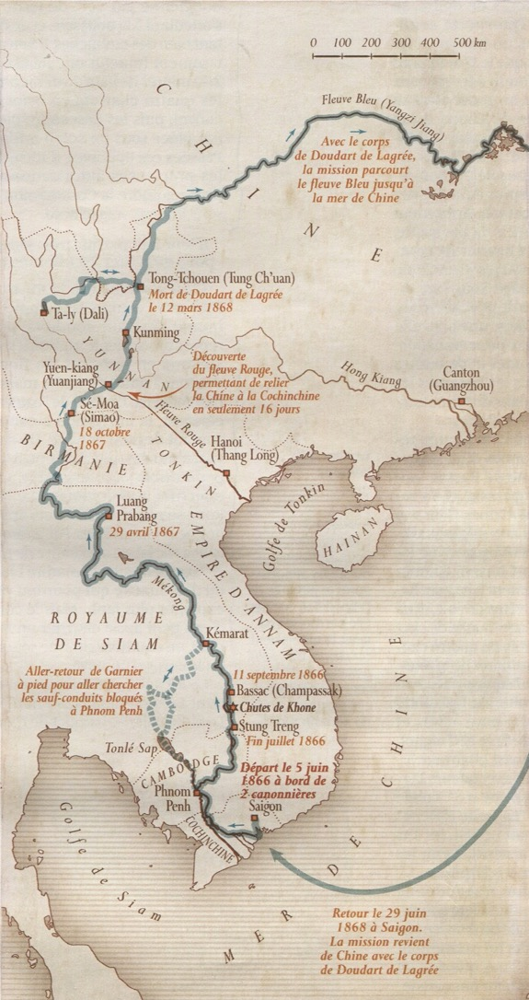 0 100 200 300 400 500 km
Fleuve Bleu (Yangzi Jiang)
CHINE
Avec le corps
de Doudart de Lagrée,
la mission parcourt
le fleuve Bleu jusqu'à
la mer de Chine
Tong-Tchouen (Tung Ch'uan)
Mort de Doudart de Lagrée
le 12 mars 1868
Ta-ly (Dali)
Kunming
YUNNAN
Yuen-kiang
(Yuanjiang)
Découverte
du fleuve Rouge,
permettant de relier
la Chine à la Cochinchine
en seulement 16 jours
Hong Kiang
Canton
(Guangzhou)
Sé-Moa
(Simao)
18 octobre
1867
Fleuve Rouge
BIRMANIE
TONKIN
Hanoi
(Thang Long)
Golfe de Tonkin
HAINAN
Luang
Prabang
29 avril 1867
EMPIRE D'ANNAM
Mékong
ROYAUME
DE SIAM
Kémarat
Aller-retour de Garnier
à pied pour aller chercher
les sauf-conduits bloqués
à Phnom Penh
11 septembre 1866
Bassac (Champassak)
Chutes de Khone
Stung Treng
Fin juillet 1866
Tonlé Sap
CAMBODGE
Départ le 5 juin
1866 à bord de
2 canonnières
Phnom
Penh
Saigon
COCHINCHINE
Golfe de Siam
MER DE CHINE
Retour le 29 juin
1868 à Saigon.
La mission revient
de Chine avec le corps
de Doudart de Lagrée